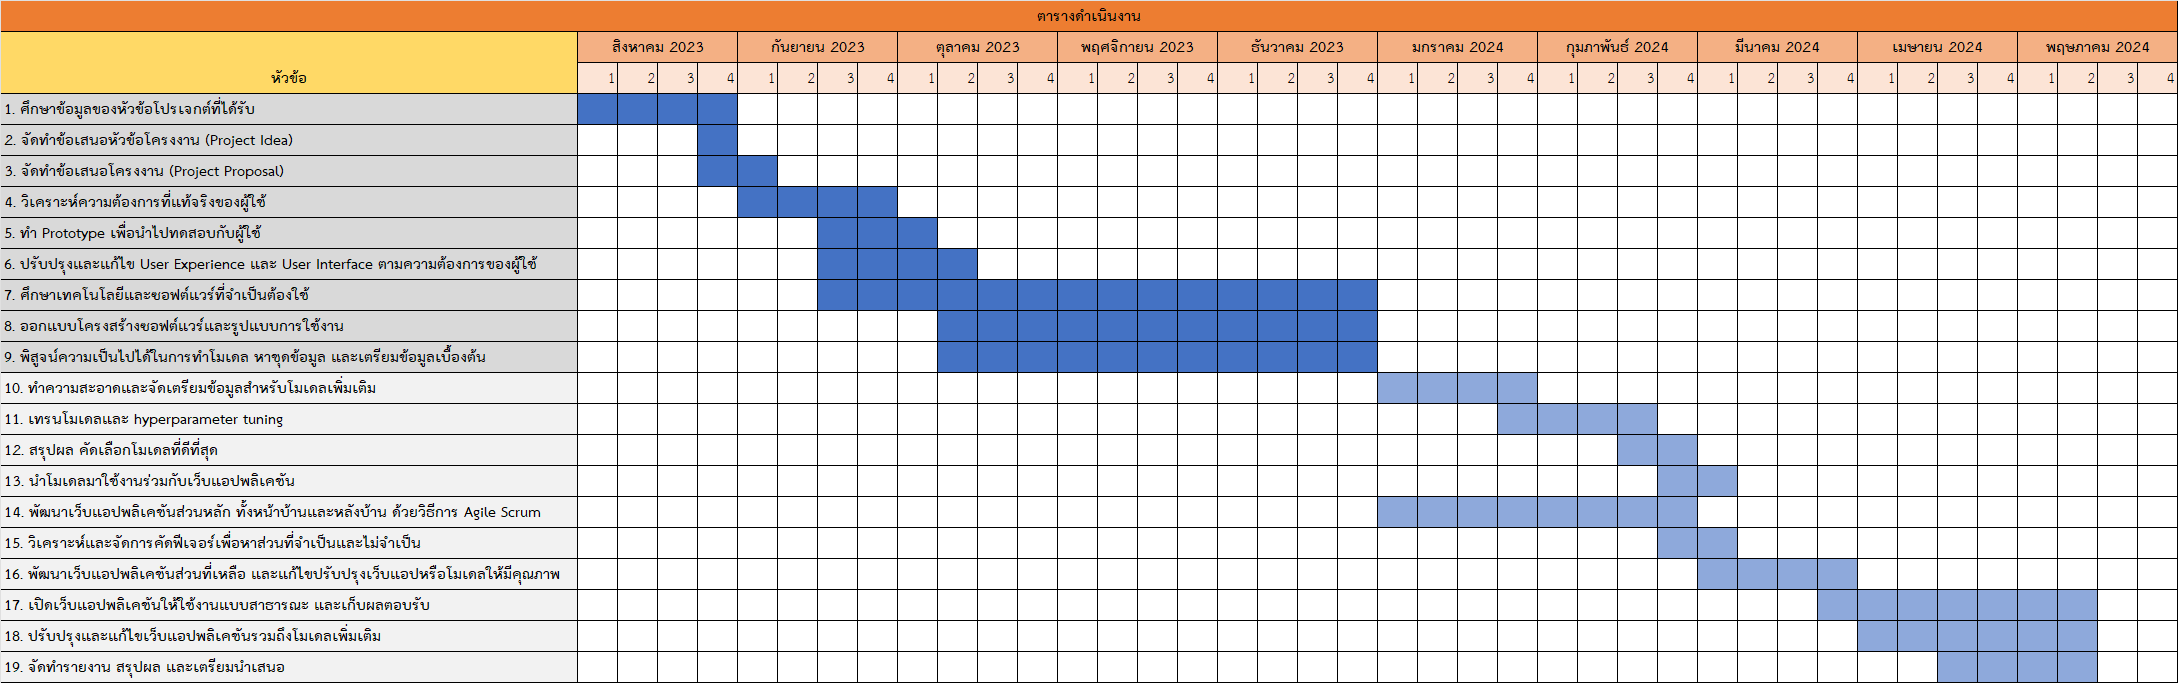 ตารางดำเนินงาน
สิงหาคม 2023 กันยายน 2023 ตุลาคม 2023 พฤศจิกายน 2023 ธันวาคม 2023 มกราคม 2024 กุมภาพันธ์ 2024 มีนาคม 2024 เมษายน 2024 พฤษภาคม 2024
หัวข้อ 1 2 3 4 1 2 3 4 1 2 3 4 1 2 3 4 1 2 3 4 1 2 3 4 1 2 3 4 1 2 3 4 1 2 3 4 1 2 3 4
1. ศึกษาข้อมูลของหัวข้อโปรเจกต์ที่ได้รับ
2. จัดทำข้อเสนอหัวข้อโครงงาน (Project Idea)
3. จัดทำข้อเสนอโครงงาน (Project Proposal)
4. วิเคราะห์ความต้องการที่แท้จริงของผู้ใช้
5. ทำ Prototype เพื่อนำไปทดสอบกับผู้ใช้
6. ปรับปรุงและแก้ไข User Experience และ User Interface ตามความต้องการของผู้ใช้
7. ศึกษาเทคโนโลยีและซอฟต์แวร์ที่จำเป็นต้องใช้
8. ออกแบบโครงสร้างซอฟต์แวร์และรูปแบบการใช้งาน
9. พิสูจน์ความเป็นไปได้ในการทำโมเดล หาชุดข้อมูล และเตรียมข้อมูลเบื้องต้น
10. ทำความสะอาดและจัดเตรียมข้อมูลสำหรับโมเดลเพิ่มเติม
11. เทรนโมเดลและ hyperparameter tuning
12. สรุปผล คัดเลือกโมเดลที่ดีที่สุด
13. นำโมเดลมาใช้งานร่วมกับเว็บแอปพลิเคชัน
14. พัฒนาเว็บแอปพลิเคชันส่วนหลัก ทั้งหน้าบ้านและหลังบ้าน ด้วยวิธีการ Agile Scrum
15. วิเคราะห์และจัดการคัดฟีเจอร์เพื่อหาส่วนที่จำเป็นและไม่จำเป็น
16. พัฒนาเว็บแอปพลิเคชันส่วนที่เหลือ และแก้ไขปรับปรุงเว็บแอปหรือโมเดลให้มีคุณภาพ
17. เปิดเว็บแอปพลิเคชันให้ใช้งานแบบสาธารณะ และเก็บผลตอบรับ
18. ปรับปรุงและแก้ไขเว็บแอปพลิเคชันรวมถึงโมเดลเพิ่มเติม
19. จัดทำรายงาน สรุปผล และเตรียมนำเสนอ